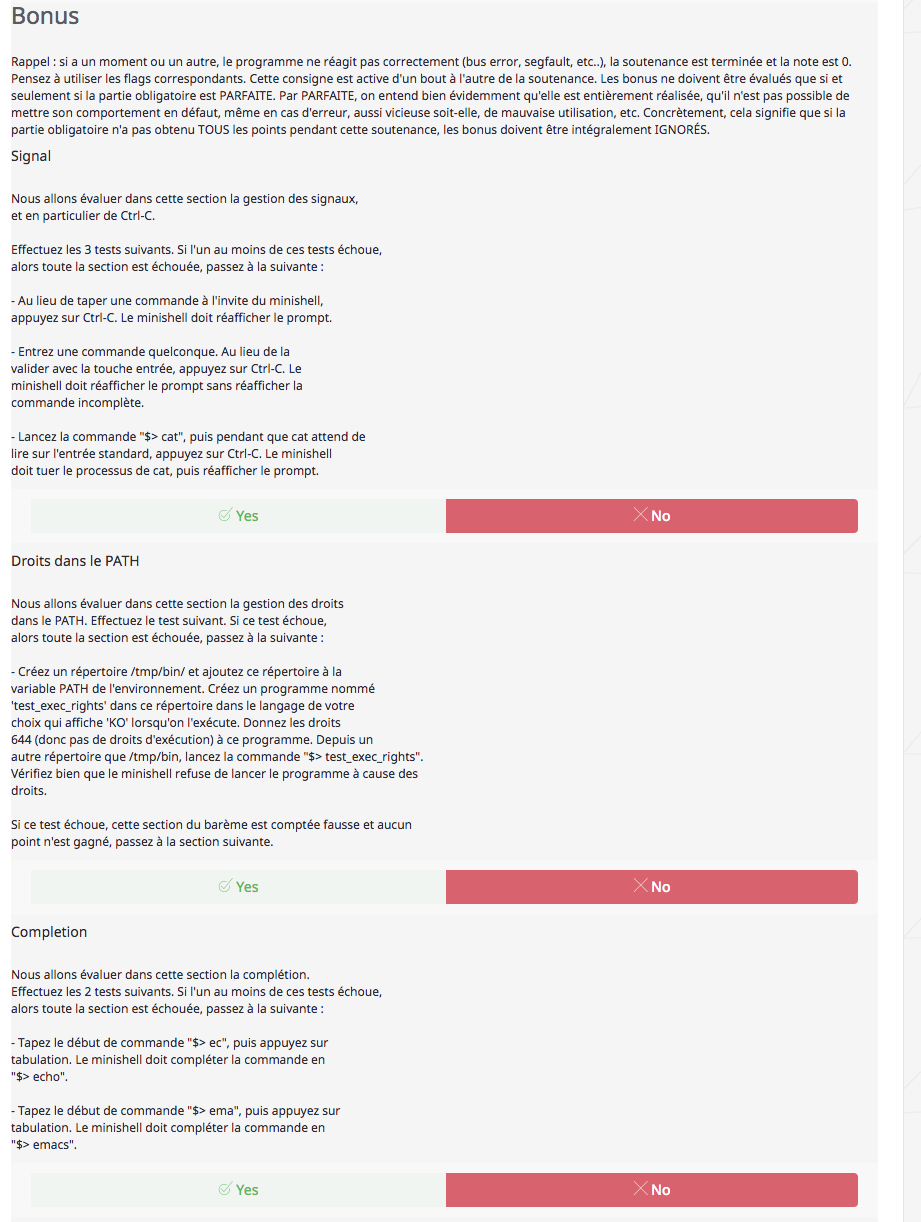 Bonus
Rappel : si a un moment ou un autre, le programme ne réagit pas correctement (bus error, segfault, etc..), la soutenance est terminée et la note est 0.
Pensez à utiliser les flags correspondants. Cette consigne est active d'un bout à l'autre de la soutenance. Les bonus ne doivent être évalués que si et
seulement si la partie obligatoire est PARFAITE. Par PARFAITE, on entend bien évidemment qu'elle est entièrement réalisée, qu'il n'est pas possible de
mettre son comportement en défaut, même en cas d'erreur, aussi vicieuse soit-elle, de mauvaise utilisation, etc. Concrètement, cela signifie que si la
partie obligatoire n'a pas obtenu TOUS les points pendant cette soutenance, les bonus doivent être intégralement IGNORÉS.
Signal
Nous allons évaluer dans cette section la gestion des signaux,
et en particulier de Ctrl-C.
Effectuez les 3 tests suivants. Si l'un au moins de ces tests échoue,
alors toute la section est échouée, passez à la suivante :
- Au lieu de taper une commande à l'invite du minishell,
appuyez sur Ctrl-C. Le minishell doit réafficher le prompt.
- Entrez une commande quelconque. Au lieu de la
valider avec la touche entrée, appuyez sur Ctrl-C. Le
minishell doit réafficher le prompt sans réafficher la
commande incomplète.
- Lancez la commande "$> cat", puis pendant que cat attend de
lire sur l'entrée standard, appuyez sur Ctrl-C. Le minishell
doit tuer le processus de cat, puis réafficher le prompt.
Yes No
Droits dans le PATH
Nous allons évaluer dans cette section la gestion des droits
dans le PATH. Effectuez le test suivant. Si ce test échoue,
alors toute la section est échouée, passez à la suivante :
- Créez un répertoire /tmp/bin/ et ajoutez ce répertoire à la
variable PATH de l'environnement. Créez un programme nommé
'test_exec_rights' dans ce répertoire dans le langage de votre
choix qui affiche 'KO' lorsqu'on l'exécute. Donnez les droits
644 (donc pas de droits d'exécution) à ce programme. Depuis un
autre répertoire que /tmp/bin, lancez la commande "$> test_exec_rights".
Vérifiez bien que le minishell refuse de lancer le programme à cause des
droits.
Si ce test échoue, cette section du barème est comptée fausse et aucun
point n'est gagné, passez à la section suivante.
Yes No
Completion
Nous allons évaluer dans cette section la complétion.
Effectuez les 2 tests suivants. Si l'un au moins de ces tests échoue,
alors toute la section est échouée, passez à la suivante :
- Tapez le début de commande "$> ec", puis appuyez sur
tabulation. Le minishell doit compléter la commande en
"$> echo".
- Tapez le début de commande "$> ema", puis appuyez sur
tabulation. Le minishell doit compléter la commande en
"$> emacs".
Yes No